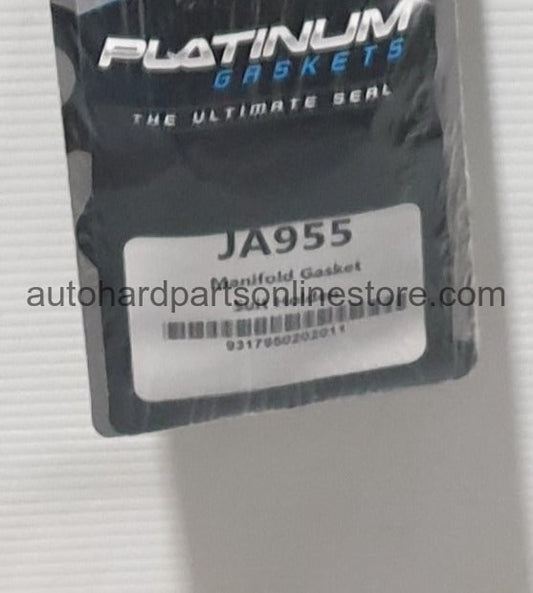 PLATINUM
GASKETS
THE ULTIMATE SEAL
JA955
Manifold Gasket
autohardpartsonlinestore.com
9317950202011